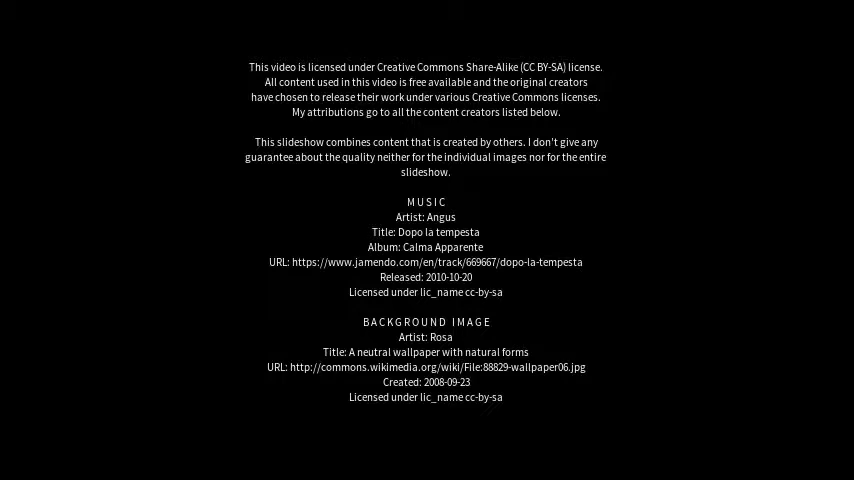 This video is licensed under Creative Commons Share-Alike (CC BY-SA) license.
All content used in this video is free available and the original creators
have chosen to release their work under various Creative Commons licenses.
My attributions go to all the content creators listed below.
This slideshow combines content that is created by others. I don't give any
guarantee about the quality neither for the individual images nor for the entire
slideshow.
MUSIC
Artist: Angus
Title: Dopo la tempesta
Album: Calma Apparente
URL: https://www.jamendo.com/en/track/669667/dopo-la-tempesta
Released: 2010-10-20
Licensed under lic_name cc-by-sa
BACKGROUND IMAGE
Artist: Rosa
Title: A neutral wallpaper with natural forms
URL: http://commons.wikimedia.org/wiki/File:88829-wallpaper06.jpg
Created: 2008-09-23
Licensed under lic_name cc-by-sa